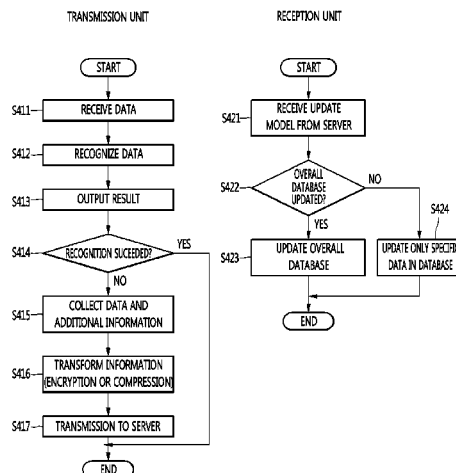 TRANSMISSION UNIT
START
S411
RECEIVE DATA
S412
RECOGNIZE DATA
S413
OUTPUT RESULT
S414
RECOGNITION SUCEEDED?
YES
NO
S415
COLLECT DATA AND
ADDITIONAL INFORMATION
S416
TRANSFORM INFORMATION
(ENCRYPTION OR COMPRESSION)
S417
TRANSMISSION TO SERVER
END
RECEPTION UNIT
START
S421
RECEIVE UPDATE
MODEL FROM SERVER
S422
OVERALL
DATABASE
UPDATED?
NO
YES
S423
UPDATE OVERALL
DATABASE
S424
UPDATE ONLY SPECIFIC
DATA IN DATABASE
END